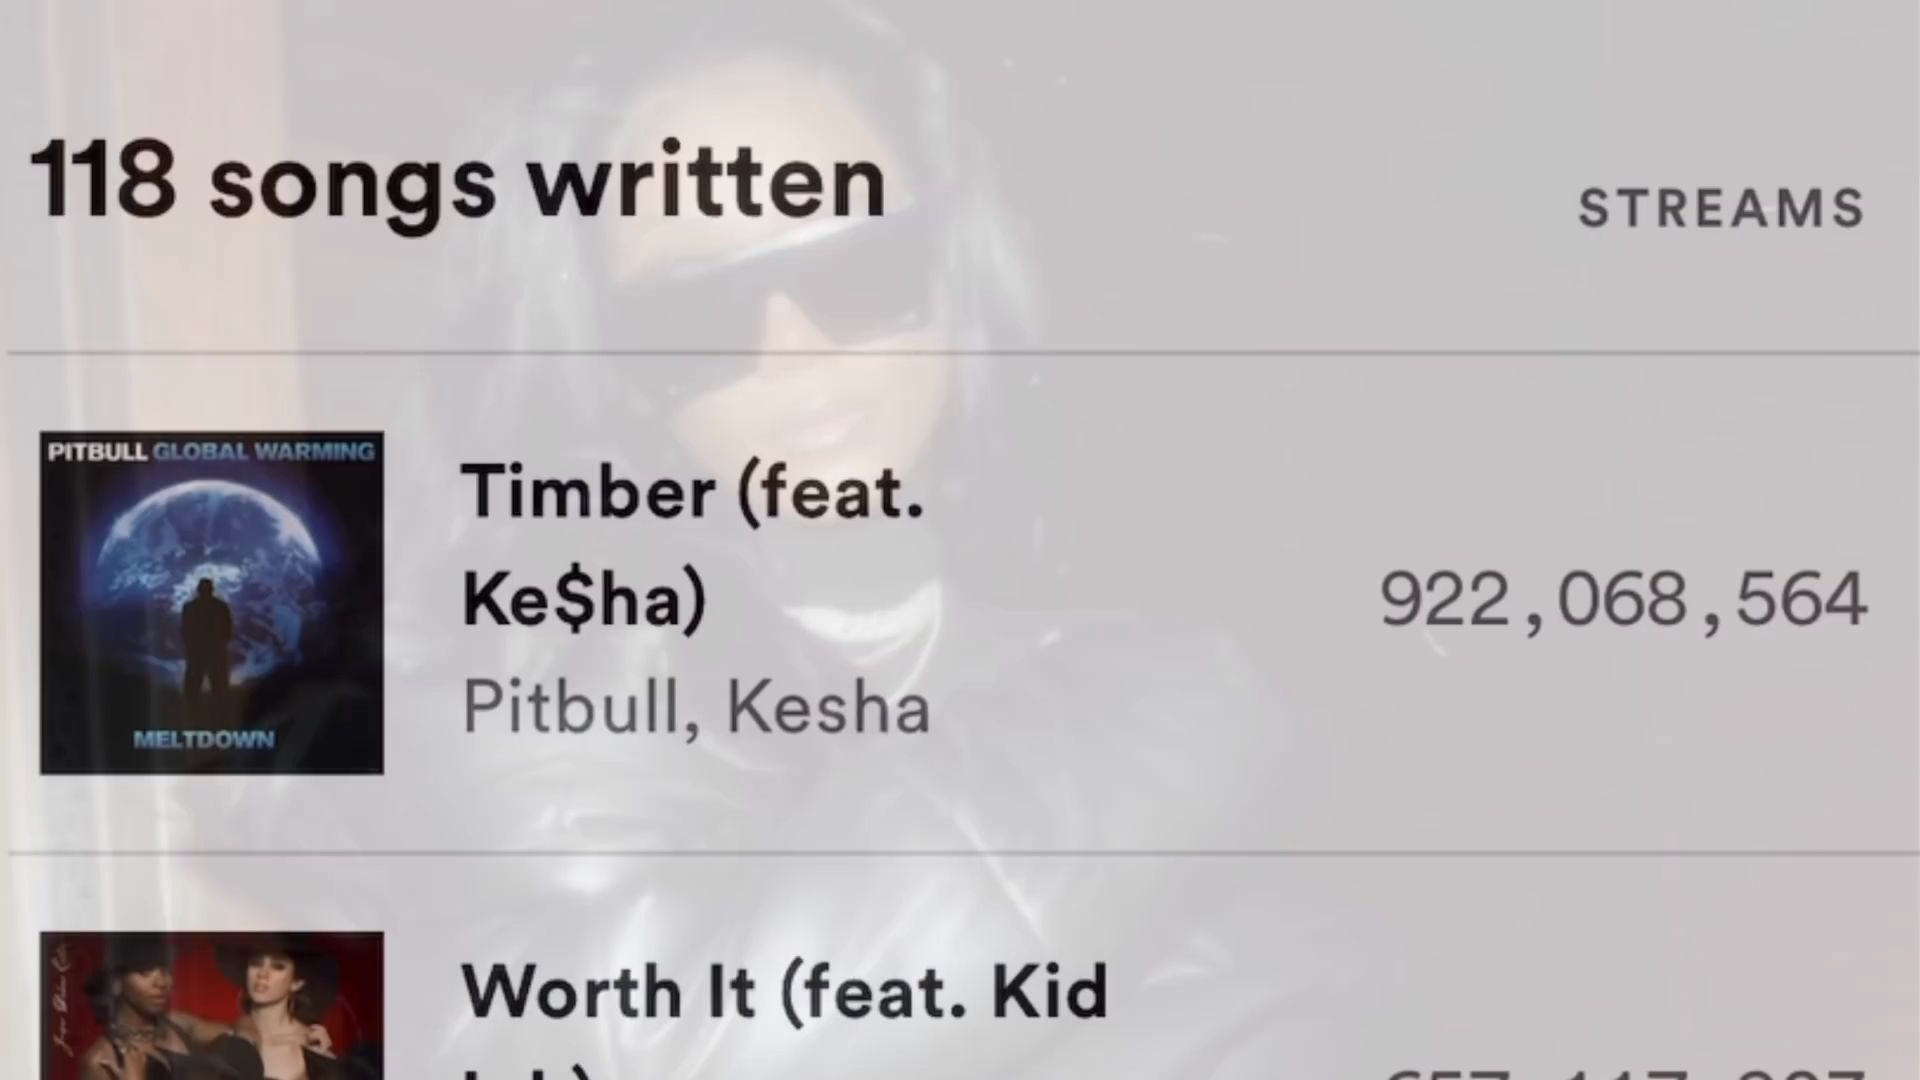 118 songs written
STREAMS
PITBULL GLOBAL WARMING
MELTDOWN
Timber (feat.
Ke$ha)
922,068,564
Pitbull, Kesha
Worth It (feat. Kid